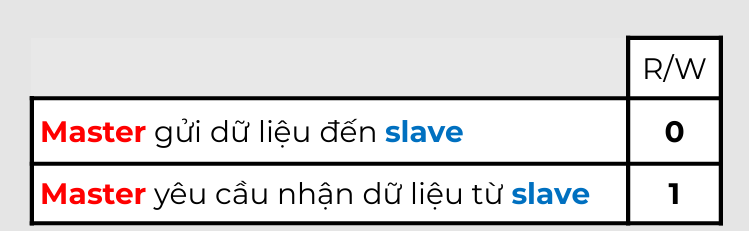 R/W
Master gửi dữ liệu đến slave 0
Master yêu cầu nhận dữ liệu từ slave 1